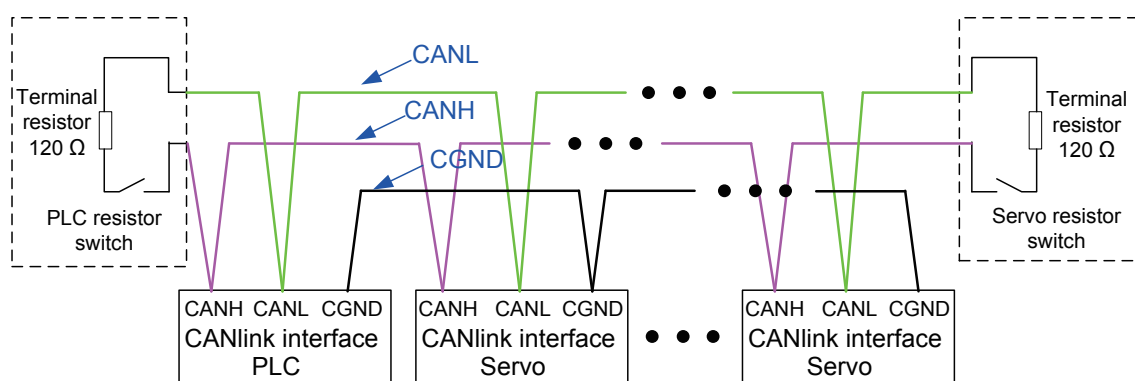 CANL
CANH
CGND
Terminal
resistor
120 Ω
PLC resistor
switch
Terminal
resistor
120 Ω
Servo resistor
switch
CANH CANL CGND
CANlink interface
PLC
CANH CANL CGND
CANlink interface
Servo
CANH CANL CGND
CANlink interface
Servo